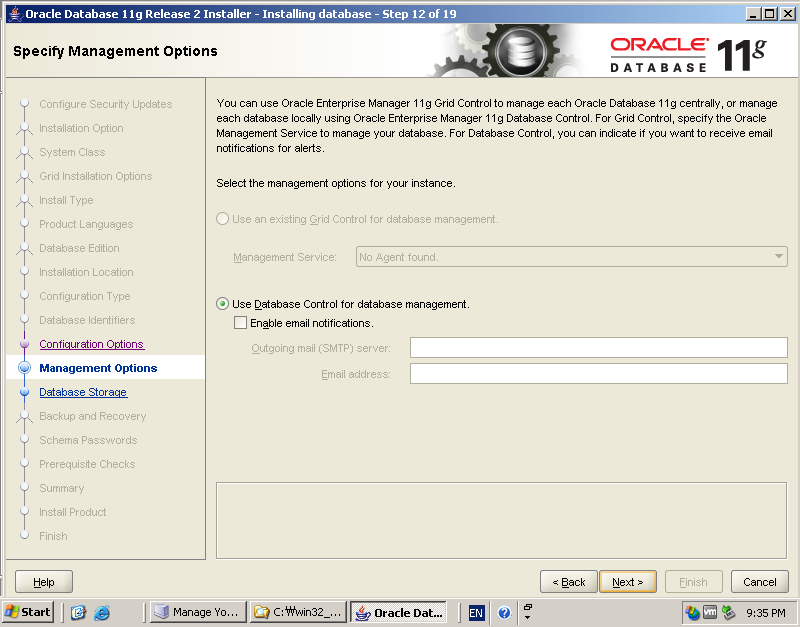 Oracle Database 11g Release 2 Installer - Installing database - Step 12 of 19
Specify Management Options
ORACLE
DATABASE 11g
Configure Security Updates
Installation Option
System Class
Grid Installation Options
Install Type
Product Languages
Database Edition
Installation Location
Configuration Type
Database Identifiers
Configuration Options
Management Options
Database Storage
Backup and Recovery
Schema Passwords
Prerequisite Checks
Summary
Install Product
Finish
You can use Oracle Enterprise Manager 11g Grid Control to manage each Oracle Database 11g centrally, or manage
each database locally using Oracle Enterprise Manager 11g Database Control. For Grid Control, specify the Oracle
Management Service to manage your database. For Database Control, you can indicate if you want to receive email
notifications for alerts.
Select the management options for your instance.
Use an existing Grid Control for database management.
Management Service: No Agent found.
Use Database Control for database management.
Enable email notifications.
Outgoing mail (SMTP) server:
Email address:
Help < Back Next > Finish Cancel
Start Manage Yo... C:₩win32_... Oracle Dat... EN ? vm 9:35 PM